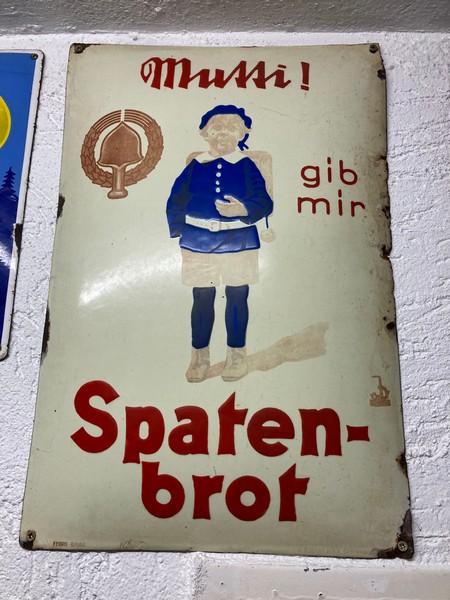 Mutti!
gib
mir
Spaten-
brot